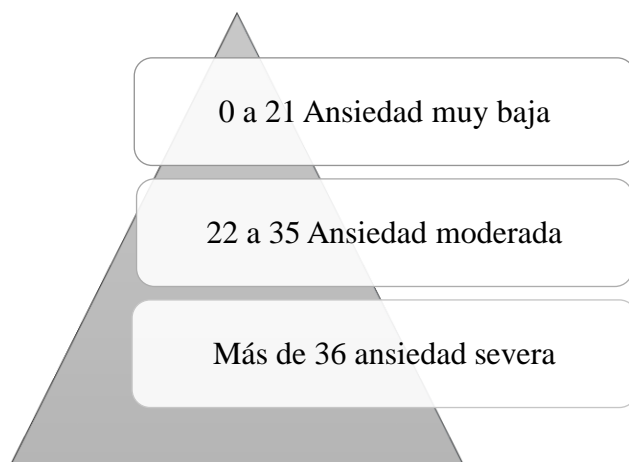 0 a 21 Ansiedad muy baja
22 a 35 Ansiedad moderada
Más de 36 ansiedad severa